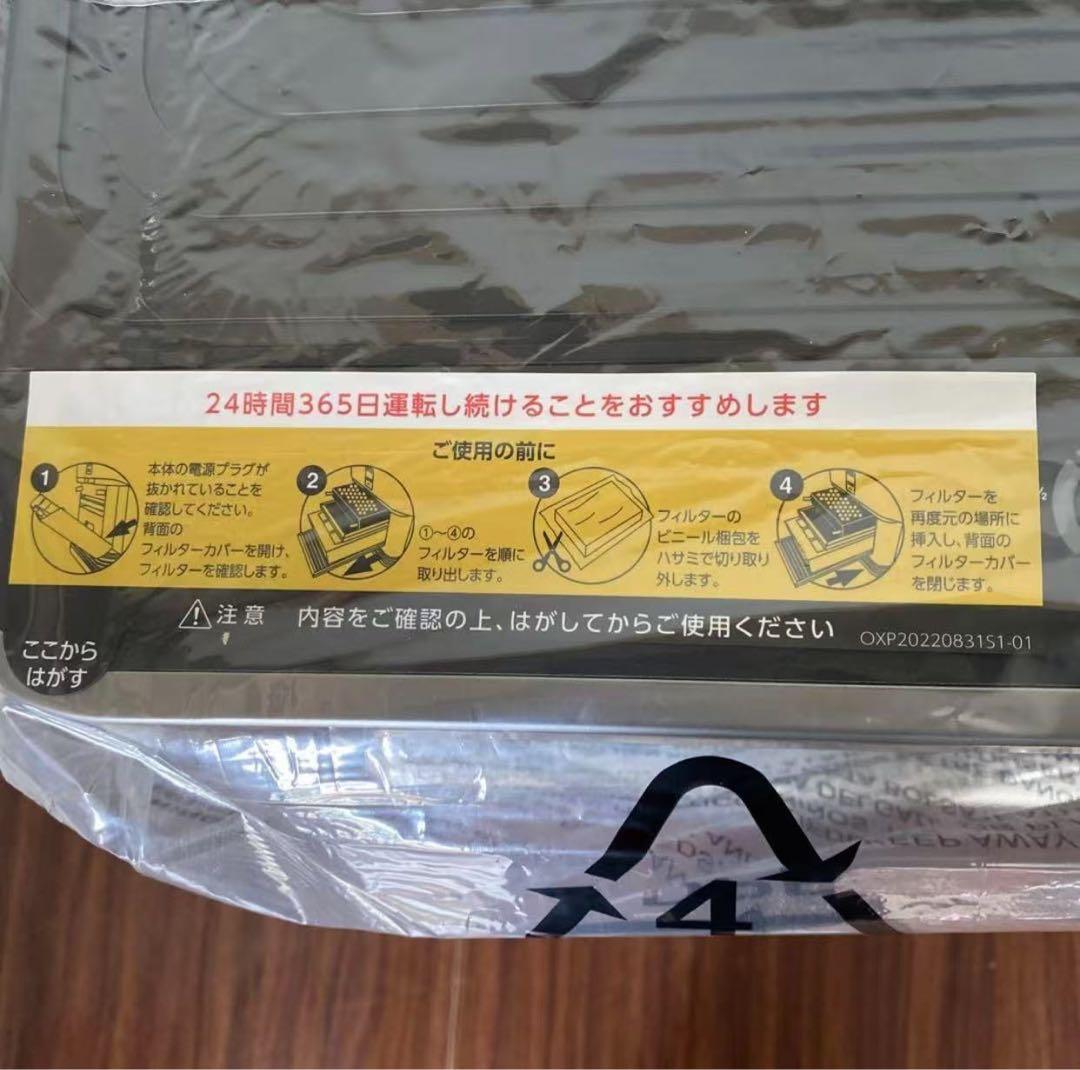 24時間365日運転し続けることをおすすめします
ご使用の前に
1
本体の電源プラグが
抜かれていることを
確認してください。
背面の
フィルターカバーを開け、
フィルターを確認します。
2
①〜④の
フィルターを順に
取り出します。
3
フィルターの
ビニール梱包を
ハサミで切り取り
外します。
4
フィルターを
再度元の場所に
挿入し、背面の
フィルターカバー
を閉じます。
注意 内容をご確認の上、はがしてからご使用ください
OXP20220831S1-01
ここから
はがす
KEEP AWAY
4